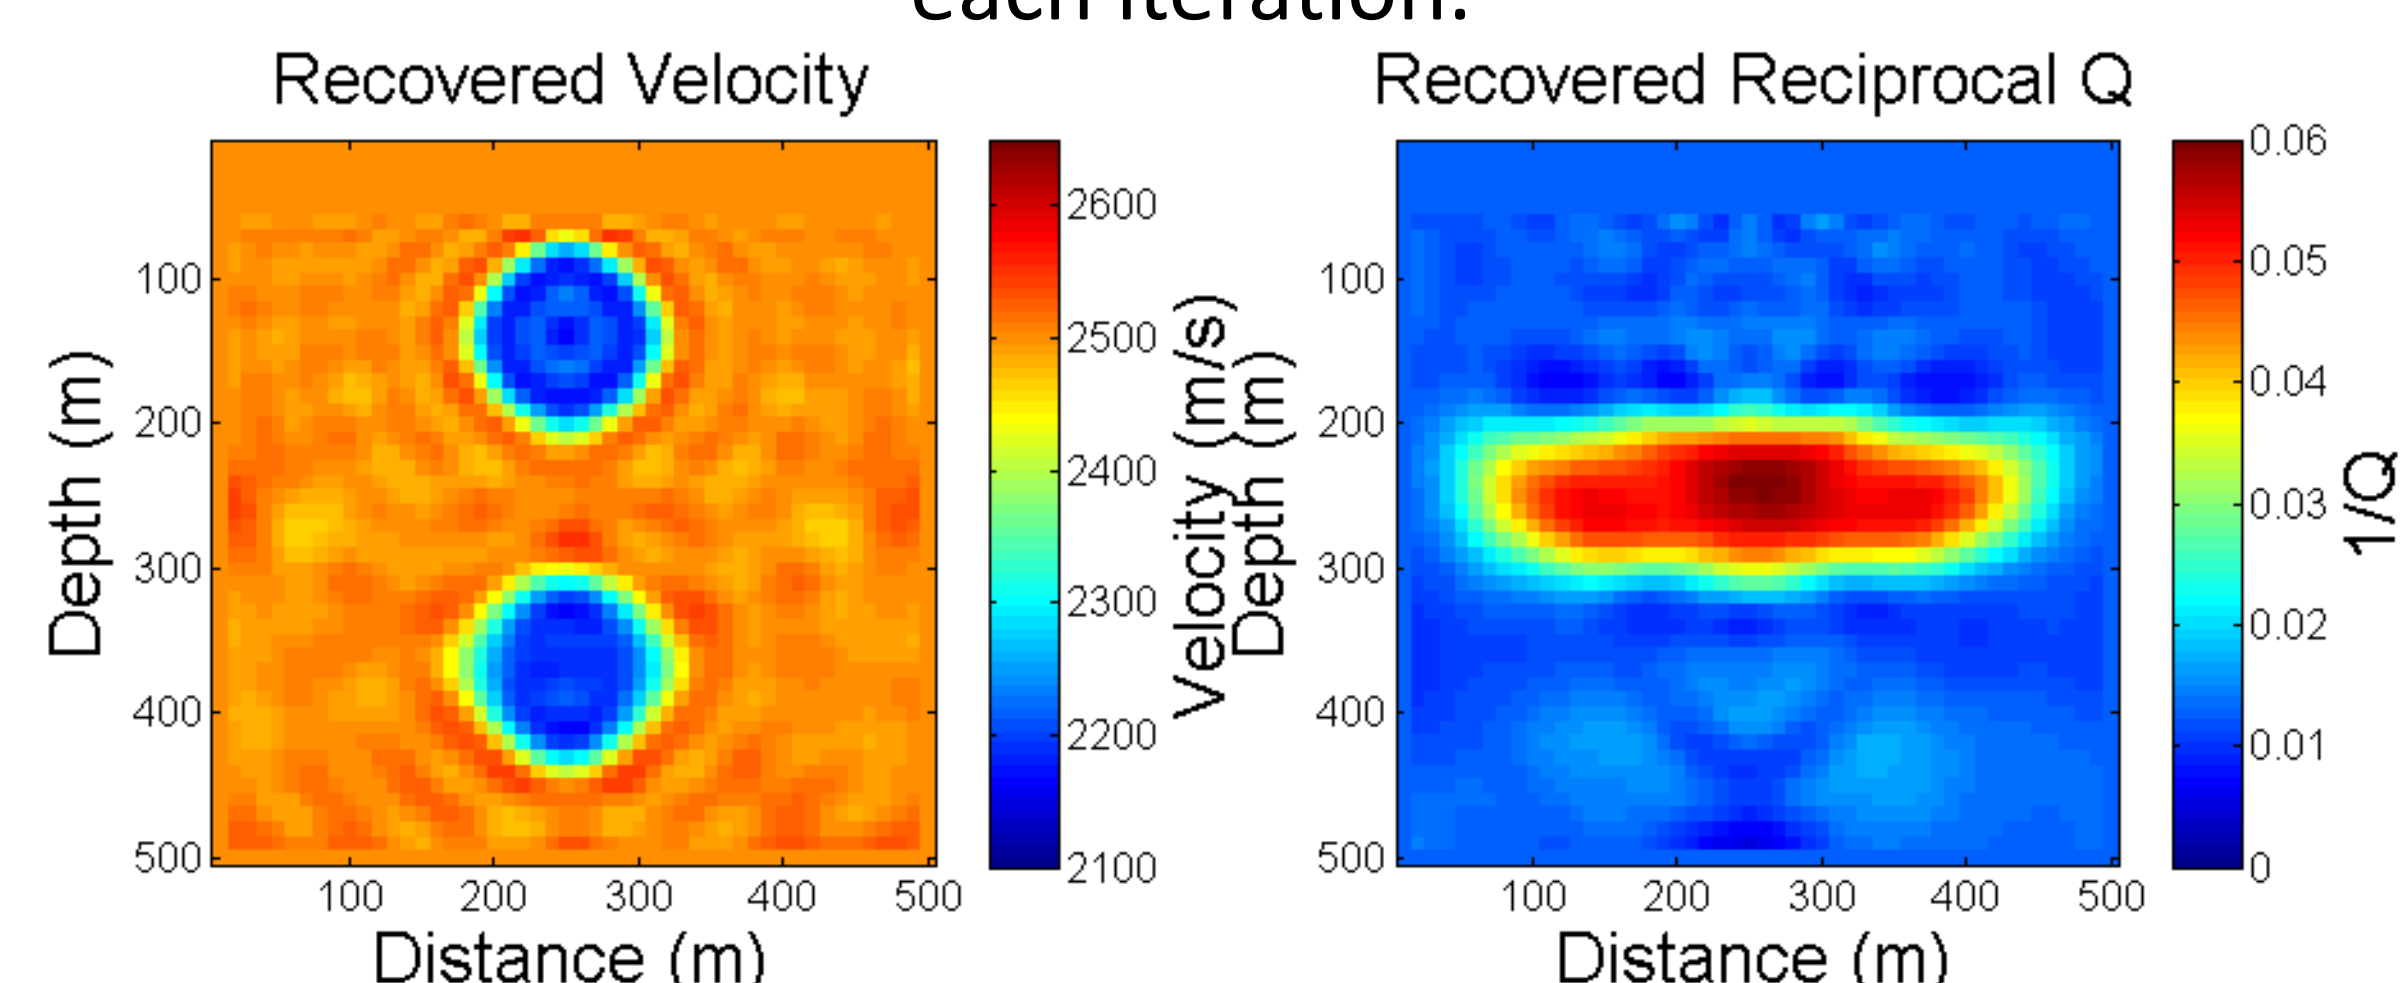 each iteration.
Recovered Velocity
Recovered Reciprocal Q
100
200
300
400
500
Depth (m)
100 200 300 400 500
Distance (m)
2600
2500
2400
2300
2200
2100
Velocity (m/s)
100
200
300
400
500
Depth (m)
100 200 300 400 500
Distance (m)
0.06
0.05
0.04
0.03
0.02
0.01
0
1/Q